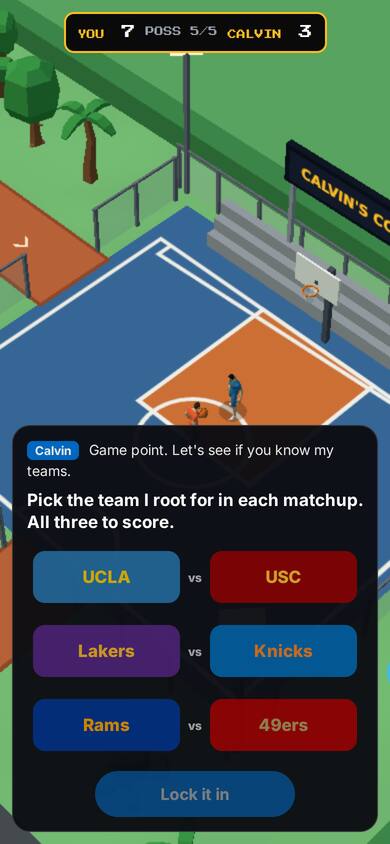 YOU 7 POSS 5/5 CALVIN 3
CALVIN'S CO
Calvin Game point. Let's see if you know my
teams.
Pick the team I root for in each matchup.
All three to score.
UCLA vs USC
Lakers vs Knicks
Rams vs 49ers
Lock it in